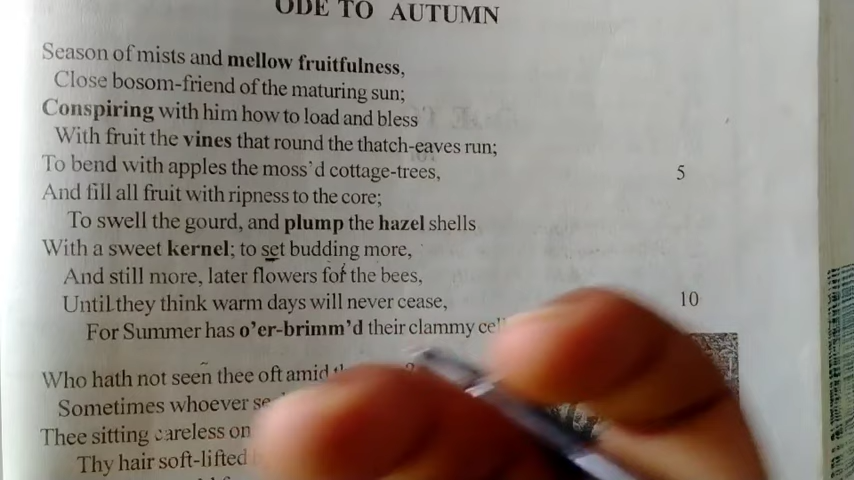 ODE TO AUTUMN
Season of mists and mellow fruitfulness,
Close bosom-friend of the maturing sun;
Conspiring with him how to load and bless
With fruit the vines that round the thatch-eaves run;
To bend with apples the moss'd cottage-trees, 5
And fill all fruit with ripness to the core;
To swell the gourd, and plump the hazel shells
With a sweet kernel; to set budding more,
And still more, later flowers for the bees,
Until they think warm days will never cease, 10
For Summer has o'er-brimm'd their clammy
Who hath not seen thee oft amid
Sometimes whoever
Thee sitting careless on
Thy hair soft-lifted